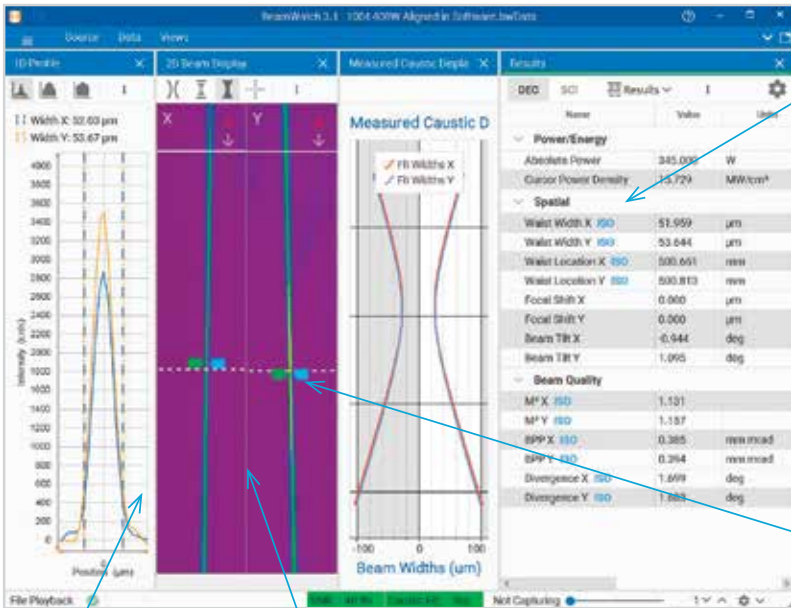 BeamWatch 3.1 - 1064 400W Aligned in Software.bwData
Source Data Views
1D Profile
2D Beam Display
Measured Caustic Display
Results
DEC SCI Results
Width X: 52.03 µm
Width Y: 53.67 µm
4000
3800
3600
3400
3200
3000
2800
2600
2400
2200
2000
1800
1600
1400
1200
1000
800
600
400
200
0
Intensity (cnts)
0
Position (µm)
X Y
Measured Caustic D
Fit Widths X
Fit Widths Y
-100 0 100
Beam Widths (um)
Name Value Units
Power/Energy
Absolute Power 345.000 W
Cursor Power Density 15.729 MW/cm²
Spatial
Waist Width X ISO 51.959 µm
Waist Width Y ISO 53.644 µm
Waist Location X ISO 500.661 mm
Waist Location Y ISO 500.813 mm
Focal Shift X 0.000 µm
Focal Shift Y 0.000 µm
Beam Tilt X -0.944 deg
Beam Tilt Y 1.095 deg
Beam Quality
M² X ISO 1.131
M² Y ISO 1.157
BPP X ISO 0.385 mm mrad
BPP Y ISO 0.394 mm mrad
Divergence X ISO 1.699 deg
Divergence Y ISO deg
File Playback
Not Capturing